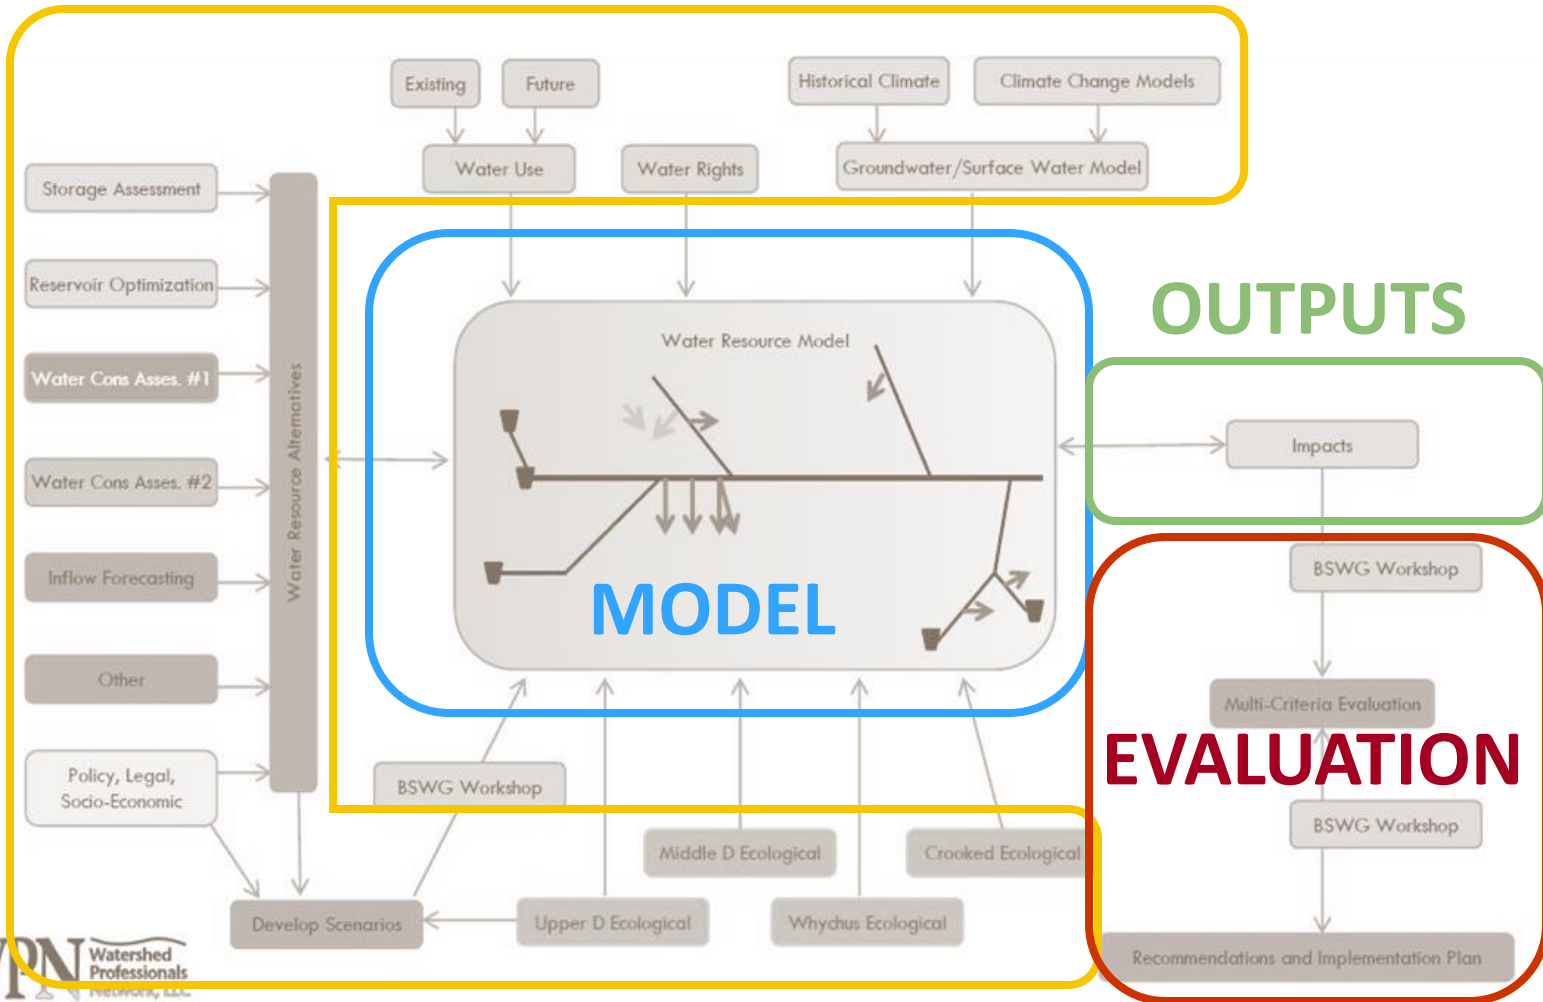 Existing
Future
Historical Climate
Climate Change Models
Water Use
Water Rights
Groundwater/Surface Water Model
Storage Assessment
Reservoir Optimization
Water Cons Asses. #1
Water Cons Asses. #2
Inflow Forecasting
Other
Policy, Legal,
Socio-Economic
Water Resource Alternatives
Water Resource Model
MODEL
OUTPUTS
Impacts
BSWG Workshop
Multi-Criteria Evaluation
EVALUATION
BSWG Workshop
Recommendations and Implementation Plan
BSWG Workshop
Middle D Ecological
Crooked Ecological
Develop Scenarios
Upper D Ecological
Whychus Ecological
WPN
Watershed
Professionals
Network, LLC